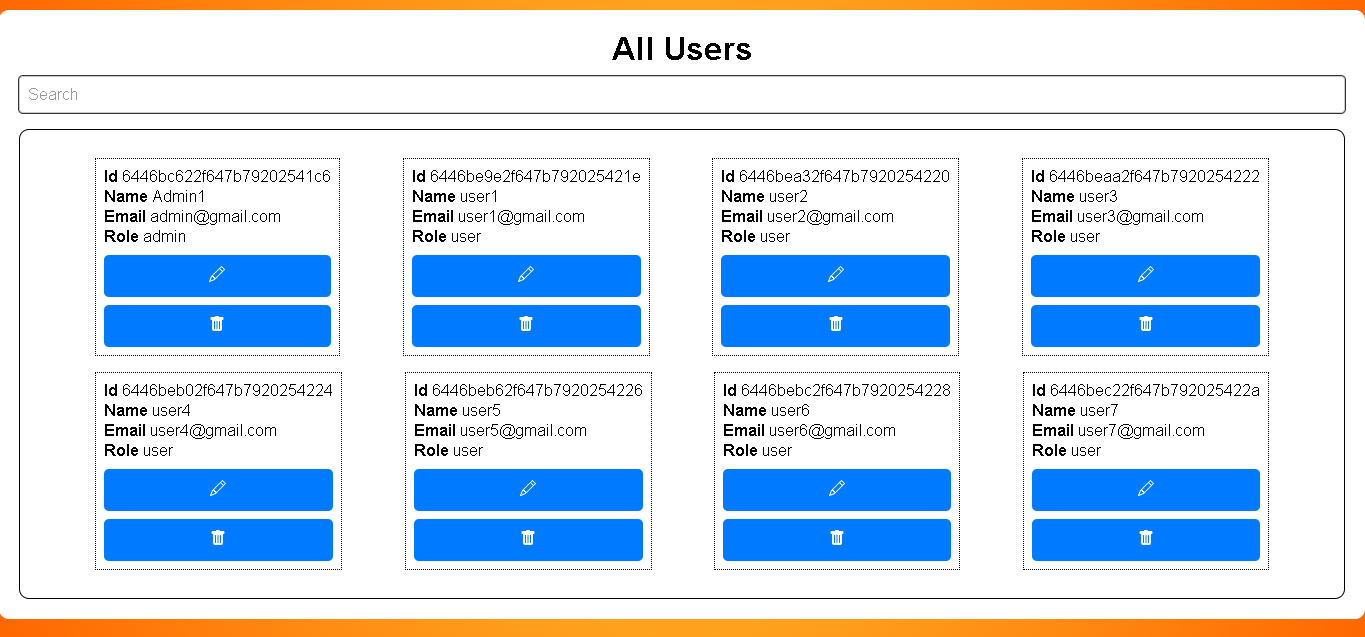 All Users
Search
Id 6446bc622f647b79202541c6
Name Admin1
Email admin@gmail.com
Role admin
Id 6446be9e2f647b792025421e
Name user1
Email user1@gmail.com
Role user
Id 6446bea32f647b7920254220
Name user2
Email user2@gmail.com
Role user
Id 6446beaa2f647b7920254222
Name user3
Email user3@gmail.com
Role user
Id 6446beb02f647b7920254224
Name user4
Email user4@gmail.com
Role user
Id 6446beb62f647b7920254226
Name user5
Email user5@gmail.com
Role user
Id 6446bebc2f647b7920254228
Name user6
Email user6@gmail.com
Role user
Id 6446bec22f647b792025422a
Name user7
Email user7@gmail.com
Role user